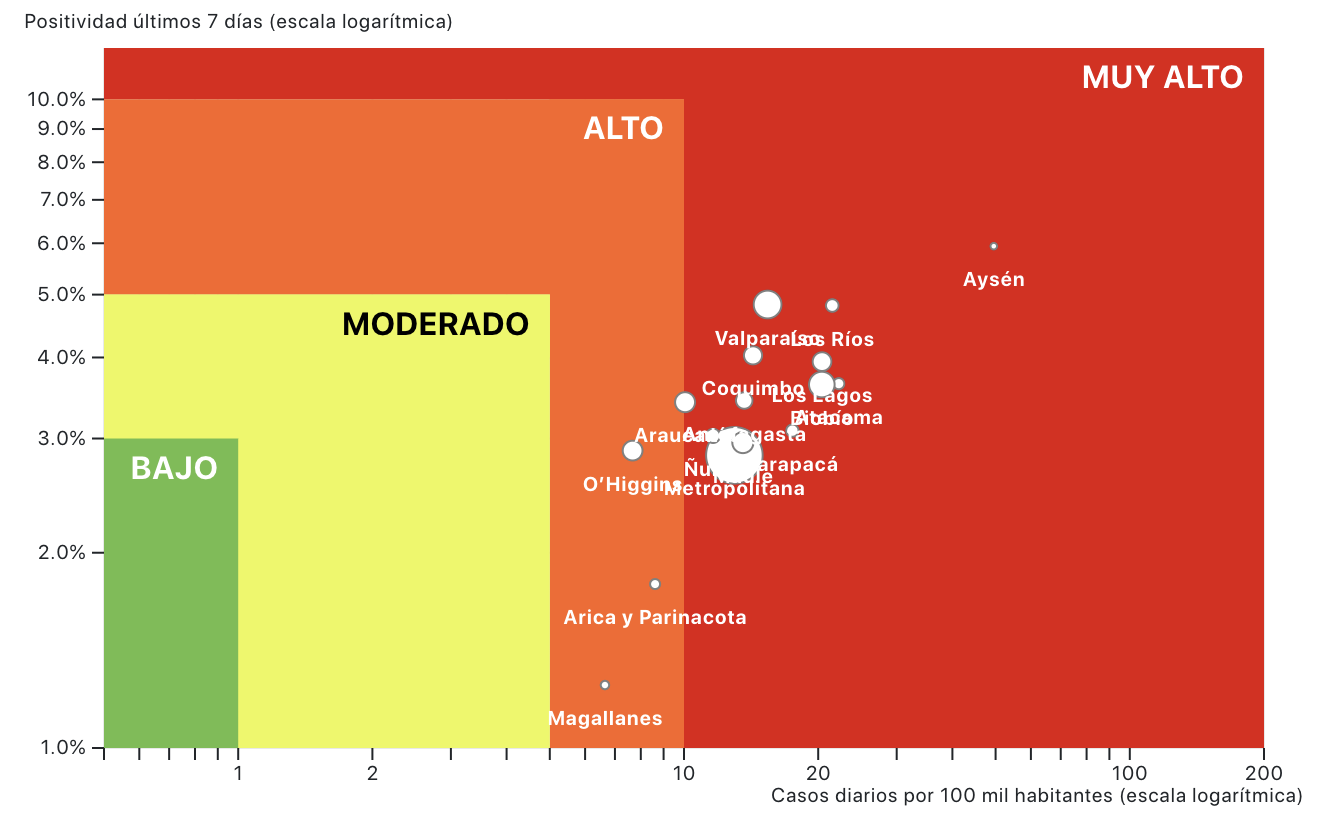 Positividad últimos 7 días (escala logarítmica)
MUY ALTO
10.0%
ALTO
9.0%
8.0%
7.0%
6.0%
Aysén
5.0%
MODERADO
Valparaíso
Los Ríos
4.0%
Coquimbo
Los Lagos
Biobío
Atacama
3.0%
Antofagasta
BAJO
O’Higgins
Metropolitana
2.0%
Arica y Parinacota
Magallanes
1.0%
1
2
10
20
100
200
Casos diarios por 100 mil habitantes (escala logarítmica)